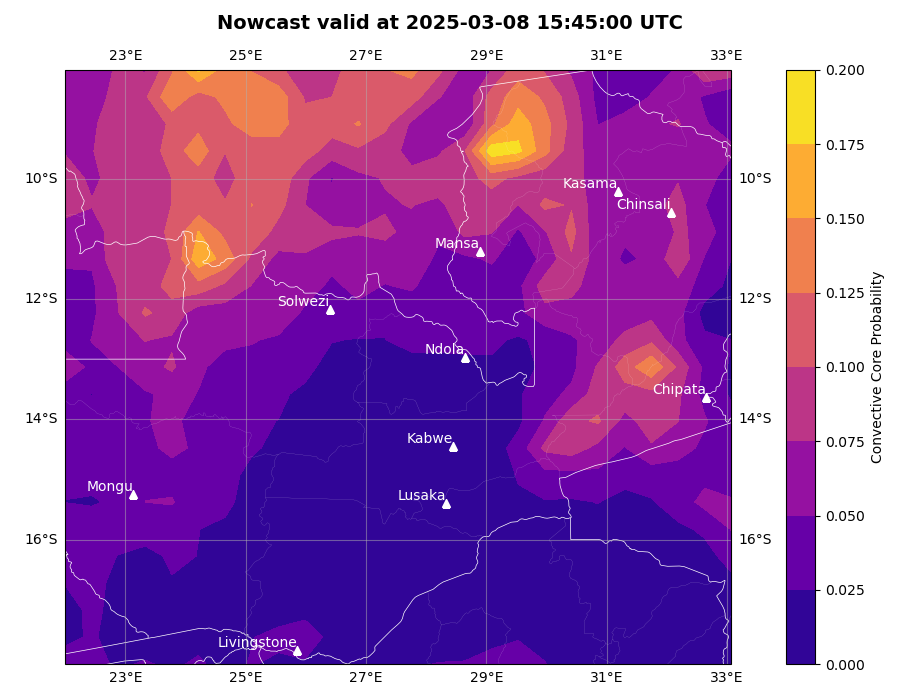 Nowcast valid at 2025-03-08 15:45:00 UTC
23°E 25°E 27°E 29°E 31°E 33°E
0.200
0.175
10°S Kasama 10°S
Chinsali
0.150
Mansa
0.125
12°S Solwezi 12°S
Ndola
0.100
Chipata
14°S 14°S
Kabwe
0.075
Mongu
Lusaka
0.050
16°S 16°S
0.025
Livingstone
0.000
Convective Core Probability
23°E 25°E 27°E 29°E 31°E 33°E